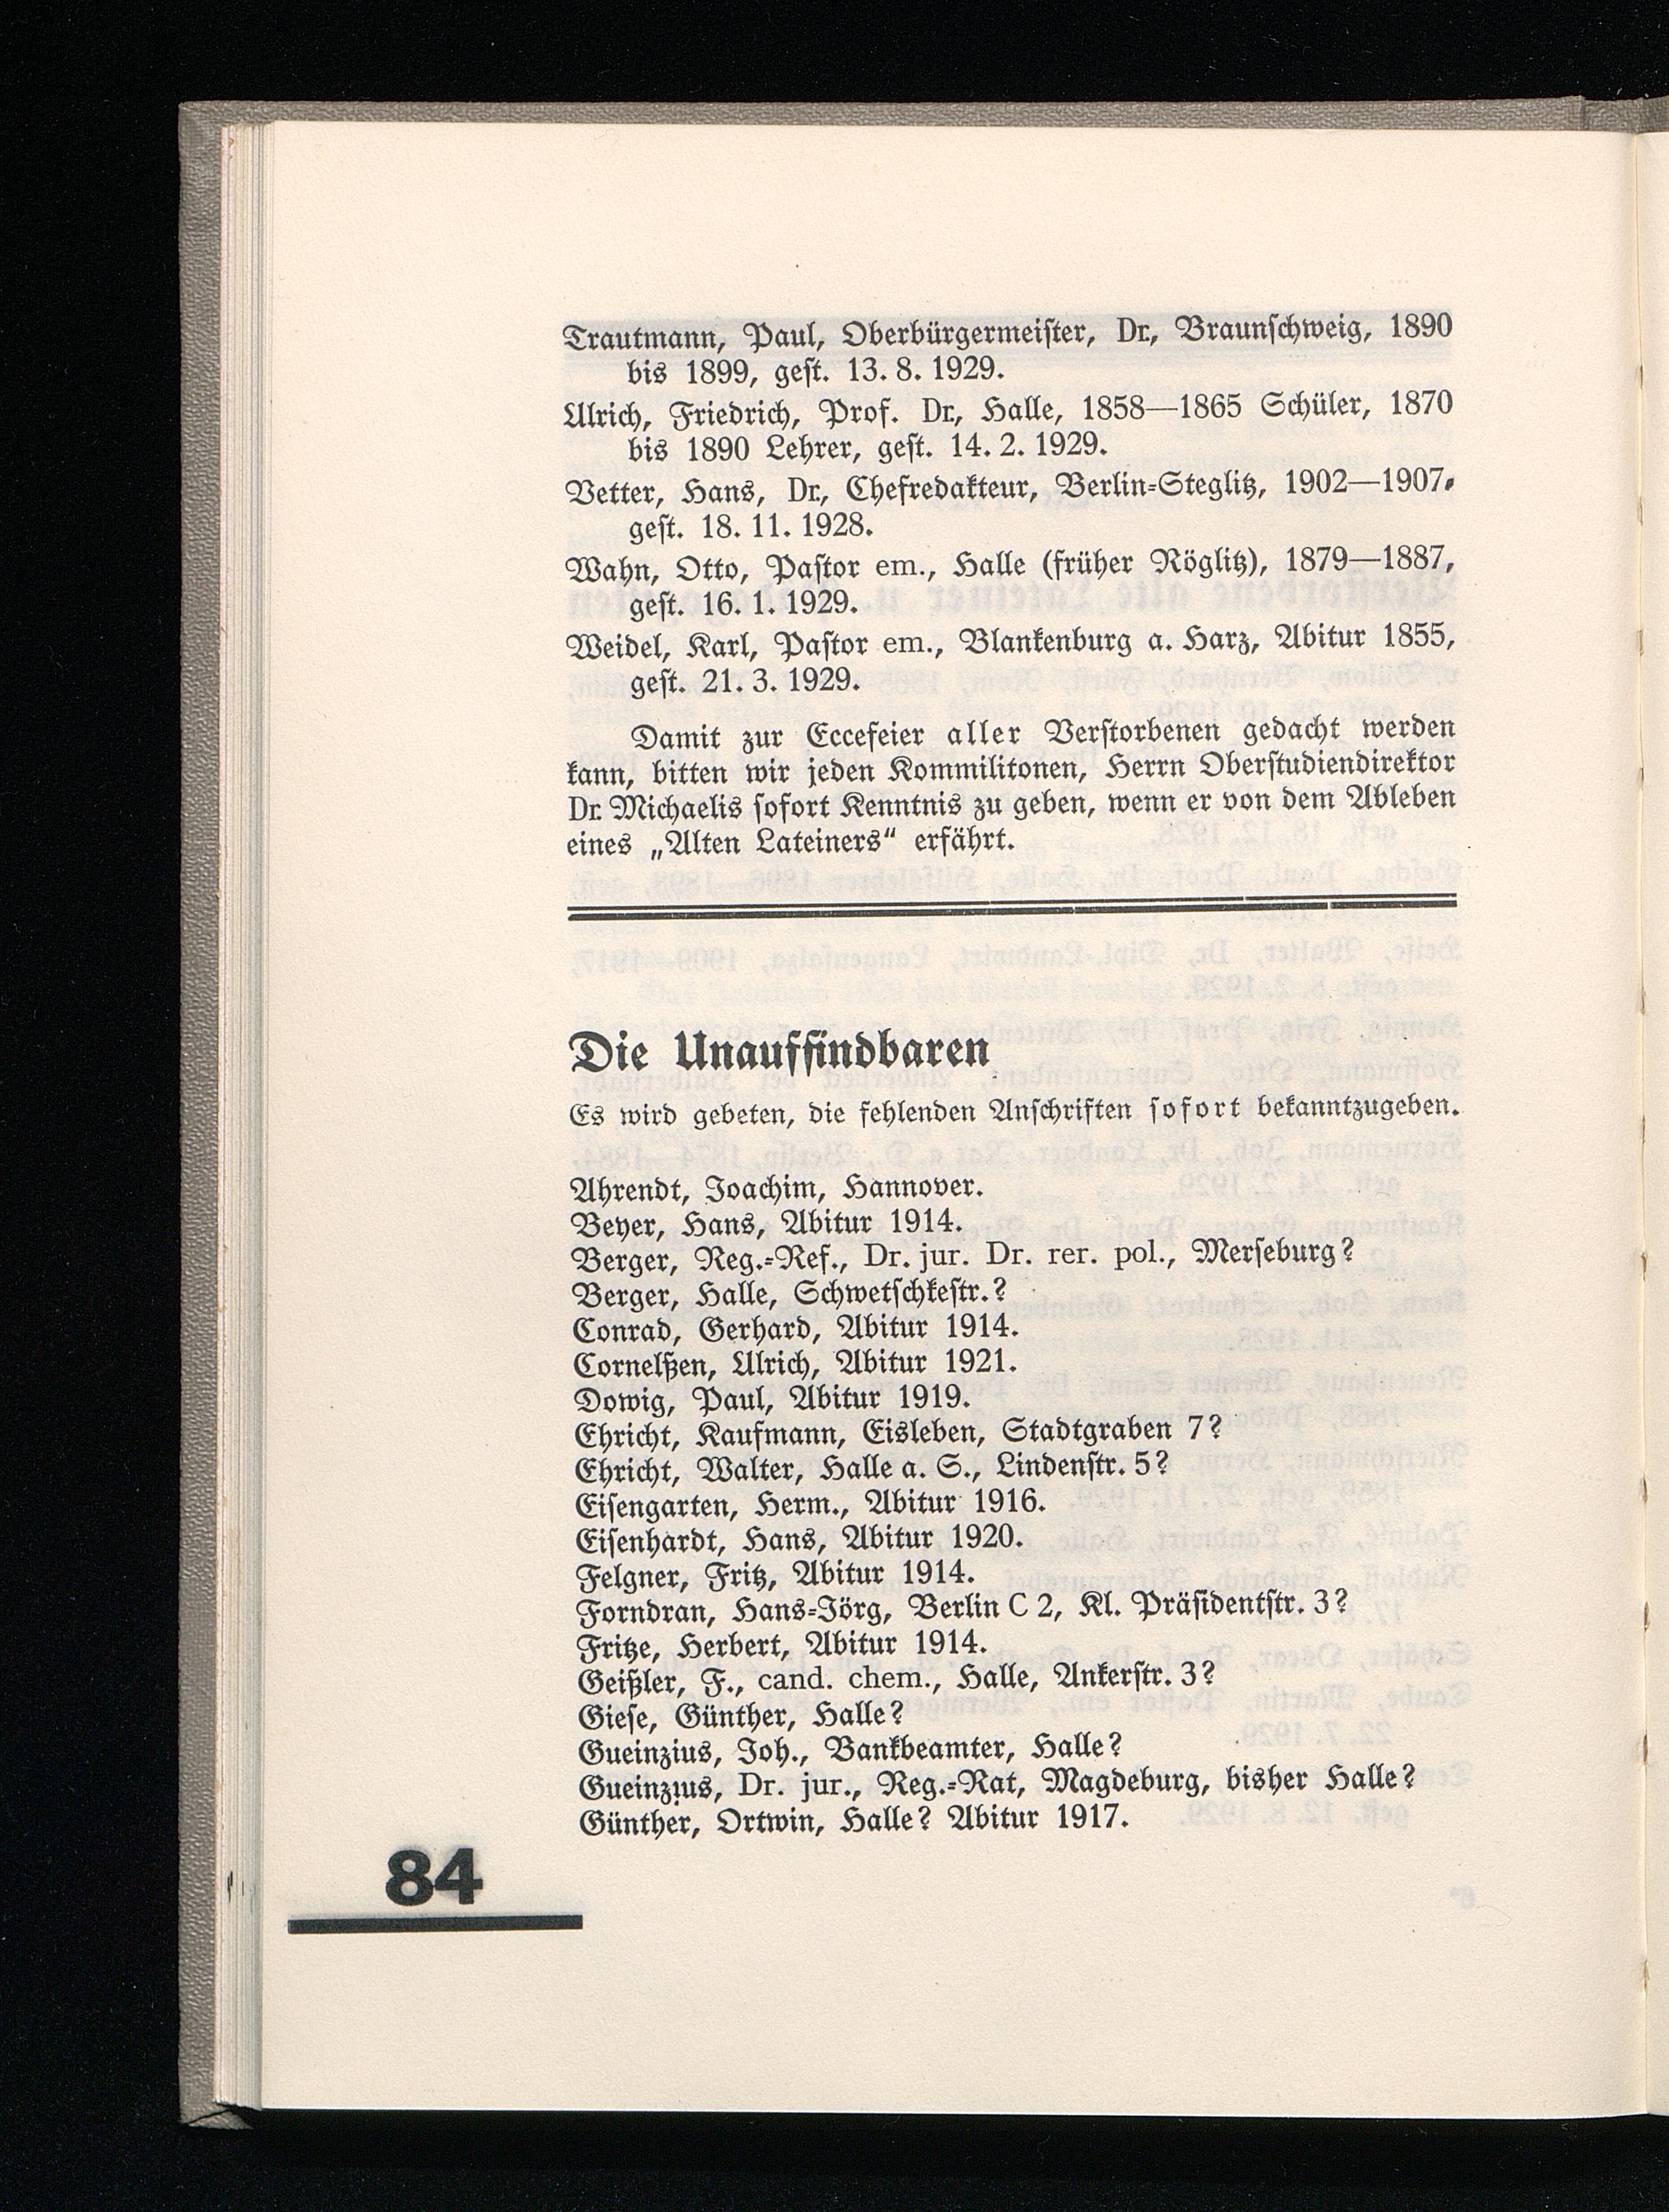 Trautmann, Paul, Oberbürgermeister, Dr., Braunschweig, 1890
bis 1899, gest. 13. 8. 1929.
Ulrich, Friedrich, Prof. Dr., Halle, 1858—1865 Schüler, 1870
bis 1890 Lehrer, gest. 14. 2. 1929.
Vetter, Hans, Dr., Chefredakteur, Berlin-Steglitz, 1902—1907,
gest. 18. 11. 1928.
Wahn, Otto, Pastor em., Halle (früher Röglitz), 1879—1887,
gest. 16. 1. 1929.
Weidel, Karl, Pastor em., Blankenburg a. Harz, Abitur 1855,
gest. 21. 3. 1929.
Damit zur Eccefeier aller Verstorbenen gedacht werden
kann, bitten wir jeden Kommilitonen, Herrn Oberstudiendirektor
Dr. Michaelis sofort Kenntnis zu geben, wenn er von dem Ableben
eines „Alten Lateiners“ erfährt.
Die Unauffindbaren
Es wird gebeten, die fehlenden Anschriften sofort bekanntzugeben.
Ahrendt, Joachim, Hannover.
Beyer, Hans, Abitur 1914.
Berger, Reg.-Ref., Dr. jur. Dr. rer. pol., Merseburg?
Berger, Halle, Schwetschkestr.?
Conrad, Gerhard, Abitur 1914.
Cornelßen, Ulrich, Abitur 1921.
Dowig, Paul, Abitur 1919.
Ehricht, Kaufmann, Eisleben, Stadtgraben 7?
Ehricht, Walter, Halle a. S., Lindenstr. 5?
Eisengarten, Herm., Abitur 1916.
Eisenhardt, Hans, Abitur 1920.
Felgner, Fritz, Abitur 1914.
Forndran, Hans-Jörg, Berlin C 2, Kl. Präsidentstr. 3?
Fritze, Herbert, Abitur 1914.
Geißler, F., cand. chem., Halle, Ankerstr. 3?
Giese, Günther, Halle?
Gueinzius, Joh., Bankbeamter, Halle?
Gueinzius, Dr. jur., Reg.-Rat, Magdeburg, bisher Halle?
Günther, Ortwin, Halle? Abitur 1917.
84